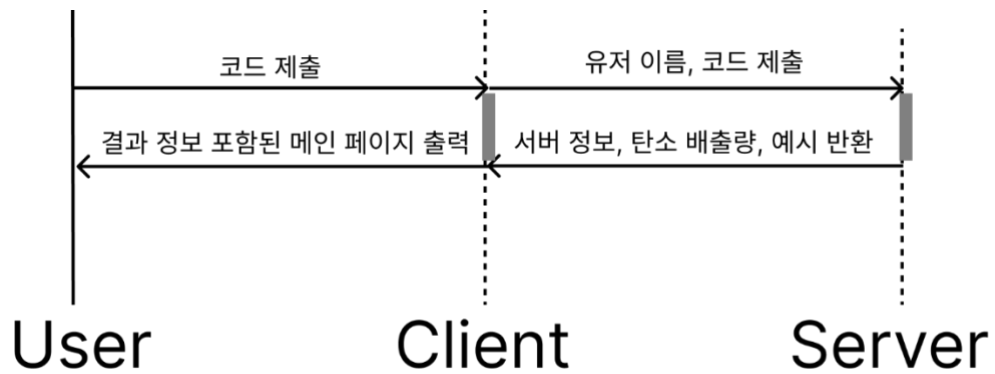 코드 제출
유저 이름, 코드 제출
결과 정보 포함된 메인 페이지 출력
서버 정보, 탄소 배출량, 예시 반환
User
Client
Server